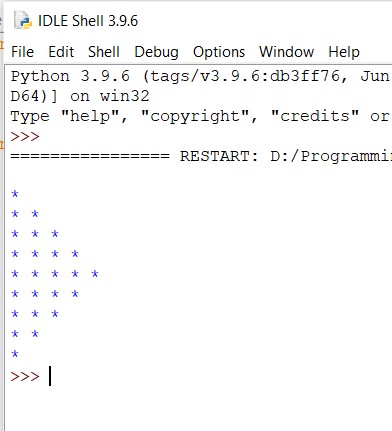 IDLE Shell 3.9.6
File Edit Shell Debug Options Window Help
Python 3.9.6 (tags/v3.9.6:db3ff76, Jun
D64)] on win32
Type "help", "copyright", "credits" or
>>>
================ RESTART: D:/Programmi
*
* *
* * *
* * * *
* * * * *
* * * *
* * *
* *
*
>>>